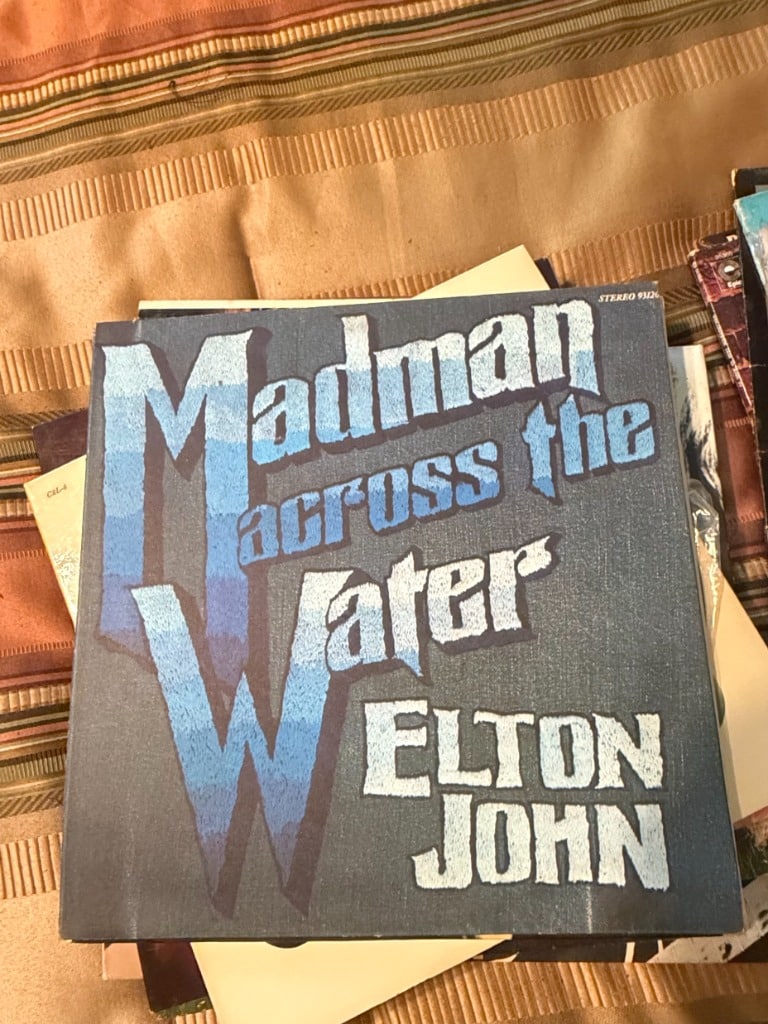 STEREO 93120
Madman
across the
Water
ELTON
JOHN